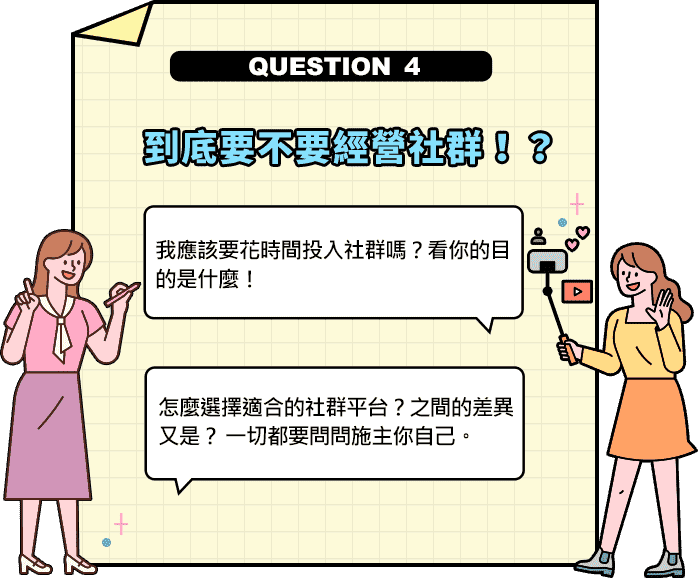 QUESTION 4
到底要不要經營社群！？
我應該要花時間投入社群嗎？看你的目
的是什麼！
怎麼選擇適合的社群平台？之間的差異
又是？一切都要問問施主你自己。